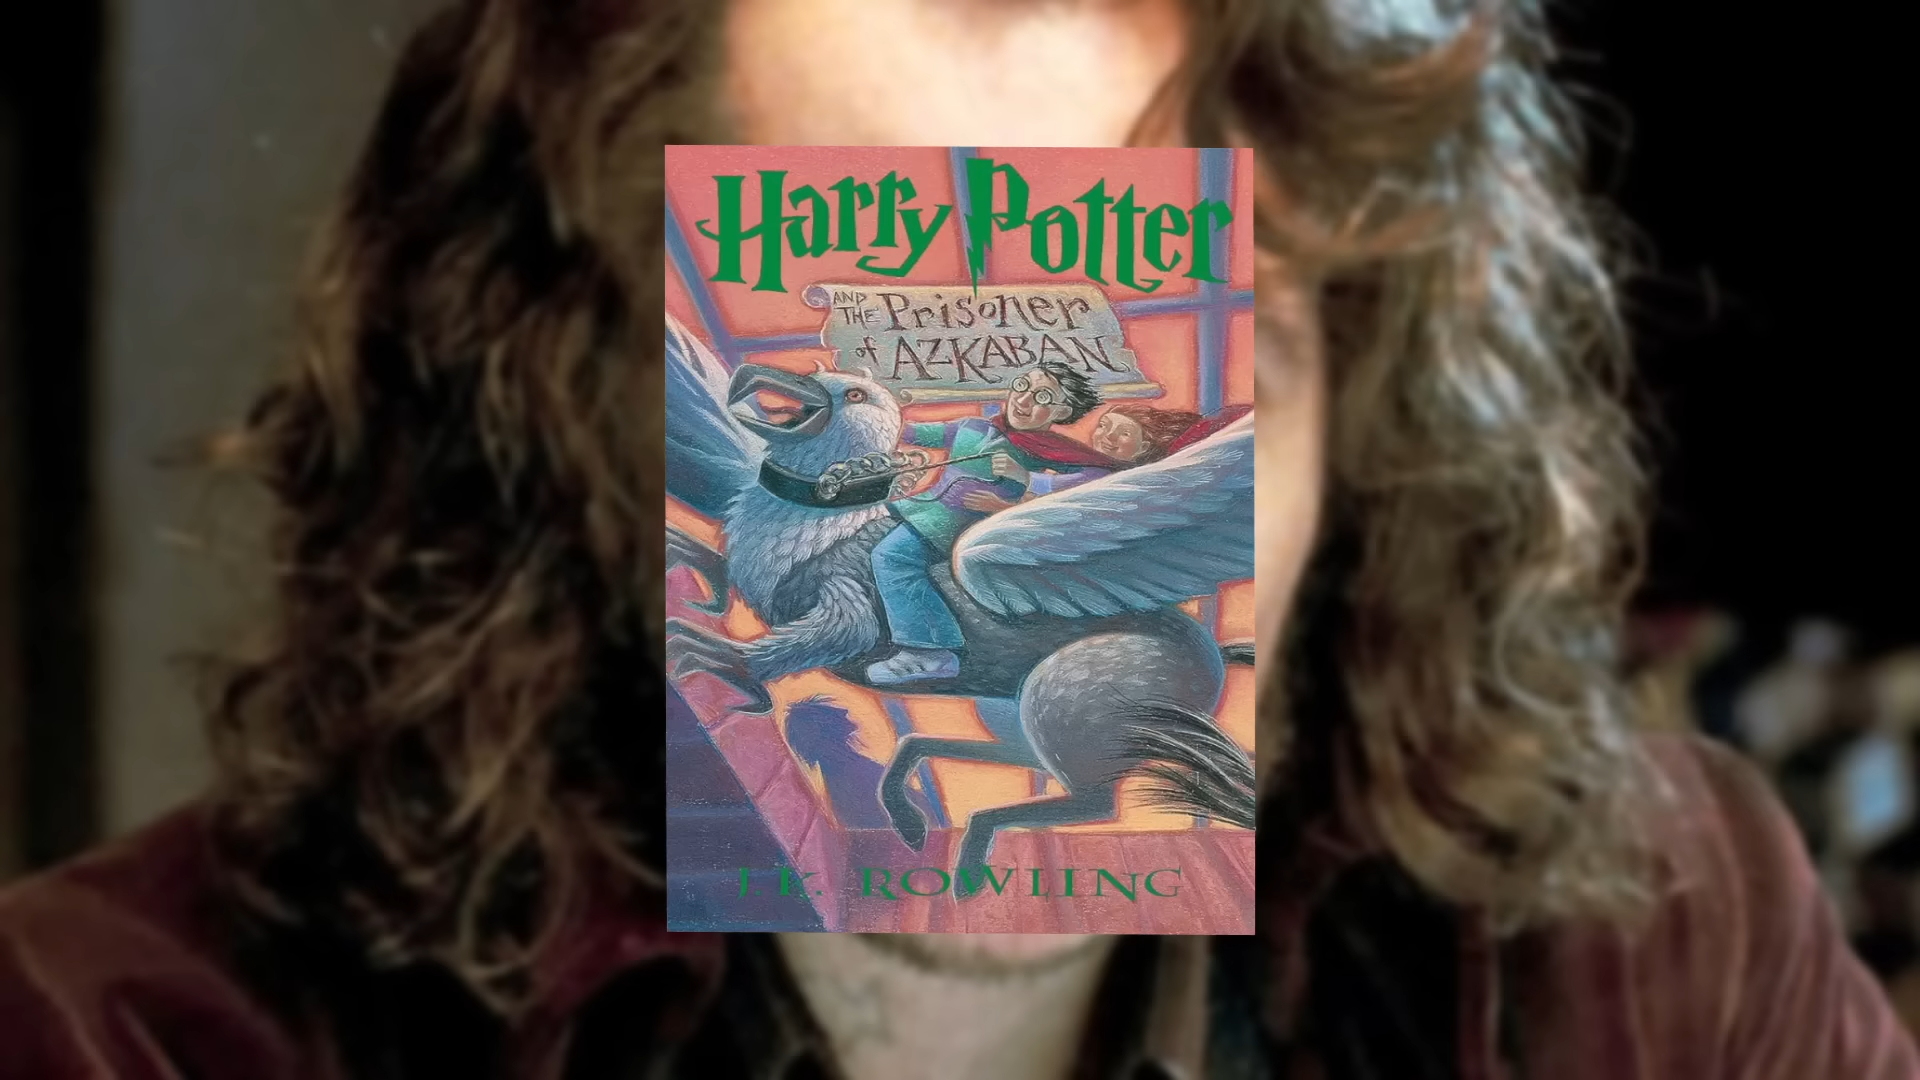 Harry Potter
AND THE Prisoner
of AZKABAN
J.K. ROWLING